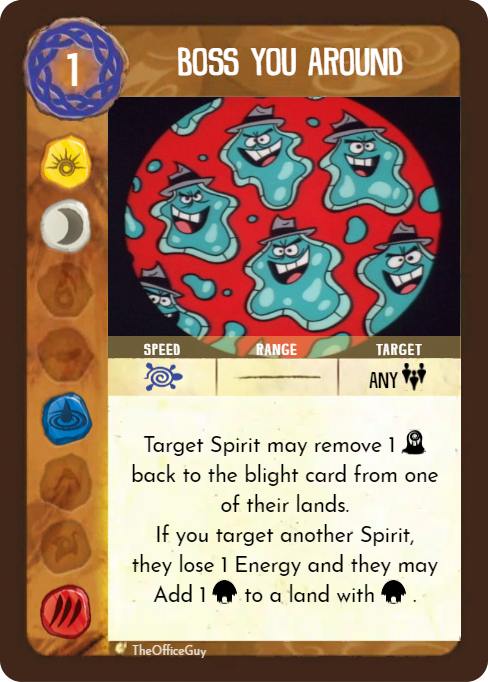 1
BOSS YOU AROUND
SPEED RANGE TARGET
ANY
Target Spirit may remove 1
back to the blight card from one
of their lands.
If you target another Spirit,
they lose 1 Energy and they may
Add 1 to a land with .
TheOfficeGuy